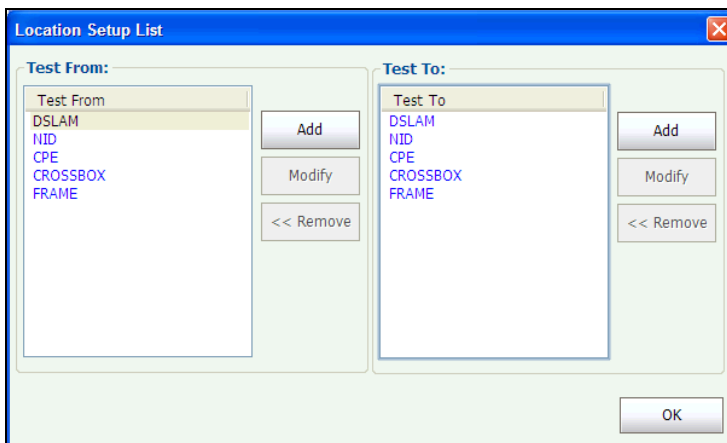 Location Setup List
Test From:
Test From
DSLAM
NID
CPE
CROSSBOX
FRAME
Add
Modify
<< Remove
Test To:
Test To
DSLAM
NID
CPE
CROSSBOX
FRAME
Add
Modify
<< Remove
OK